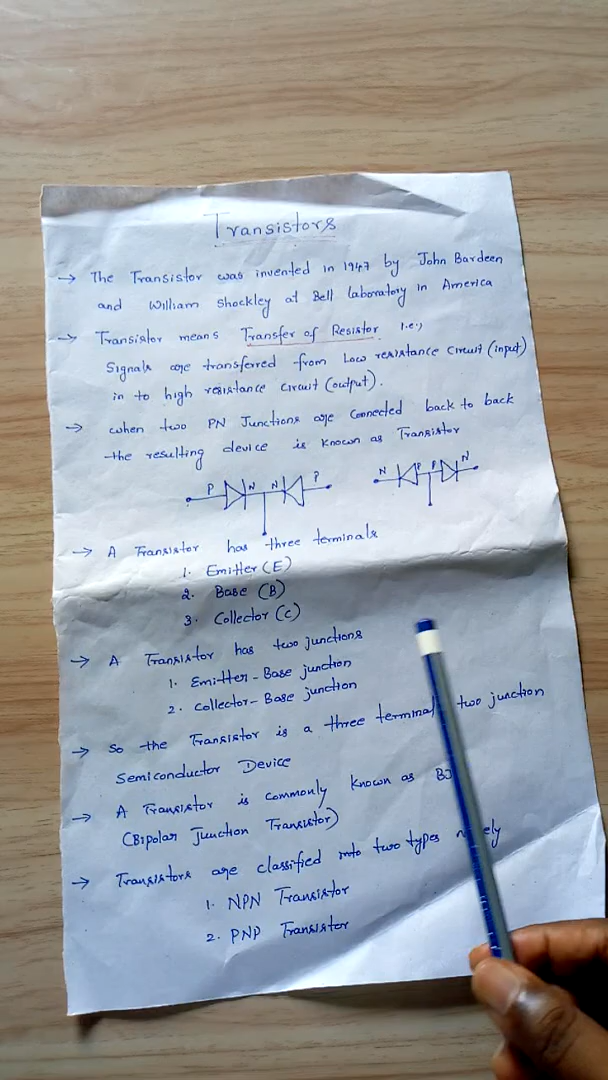 Transistors
→ The Transistor was invented in 1947 by John Bardeen
and William Shockley at Bell laboratory in America
→ Transistor means Transfer of Resistor i.e.,
Signals are transferred from Low resistance circuit (input)
in to high resistance circuit (output).
→ when two PN Junctions are Connected back to back
the resulting device is known as Transistor
P N N P N P P N
→ A Transistor has three terminals
1. Emitter (E)
2. Base (B)
3. Collector (C)
→ A Transistor has two junctions
1. Emitter - Base junction
2. Collector - Base junction
→ So the Transistor is a three terminal two junction
Semiconductor Device
→ A Transistor is commonly known as
(Bipolar Junction Transistor)
→ Transistors are classified into two types
1. NPN Transistor
2. PNP Transistor